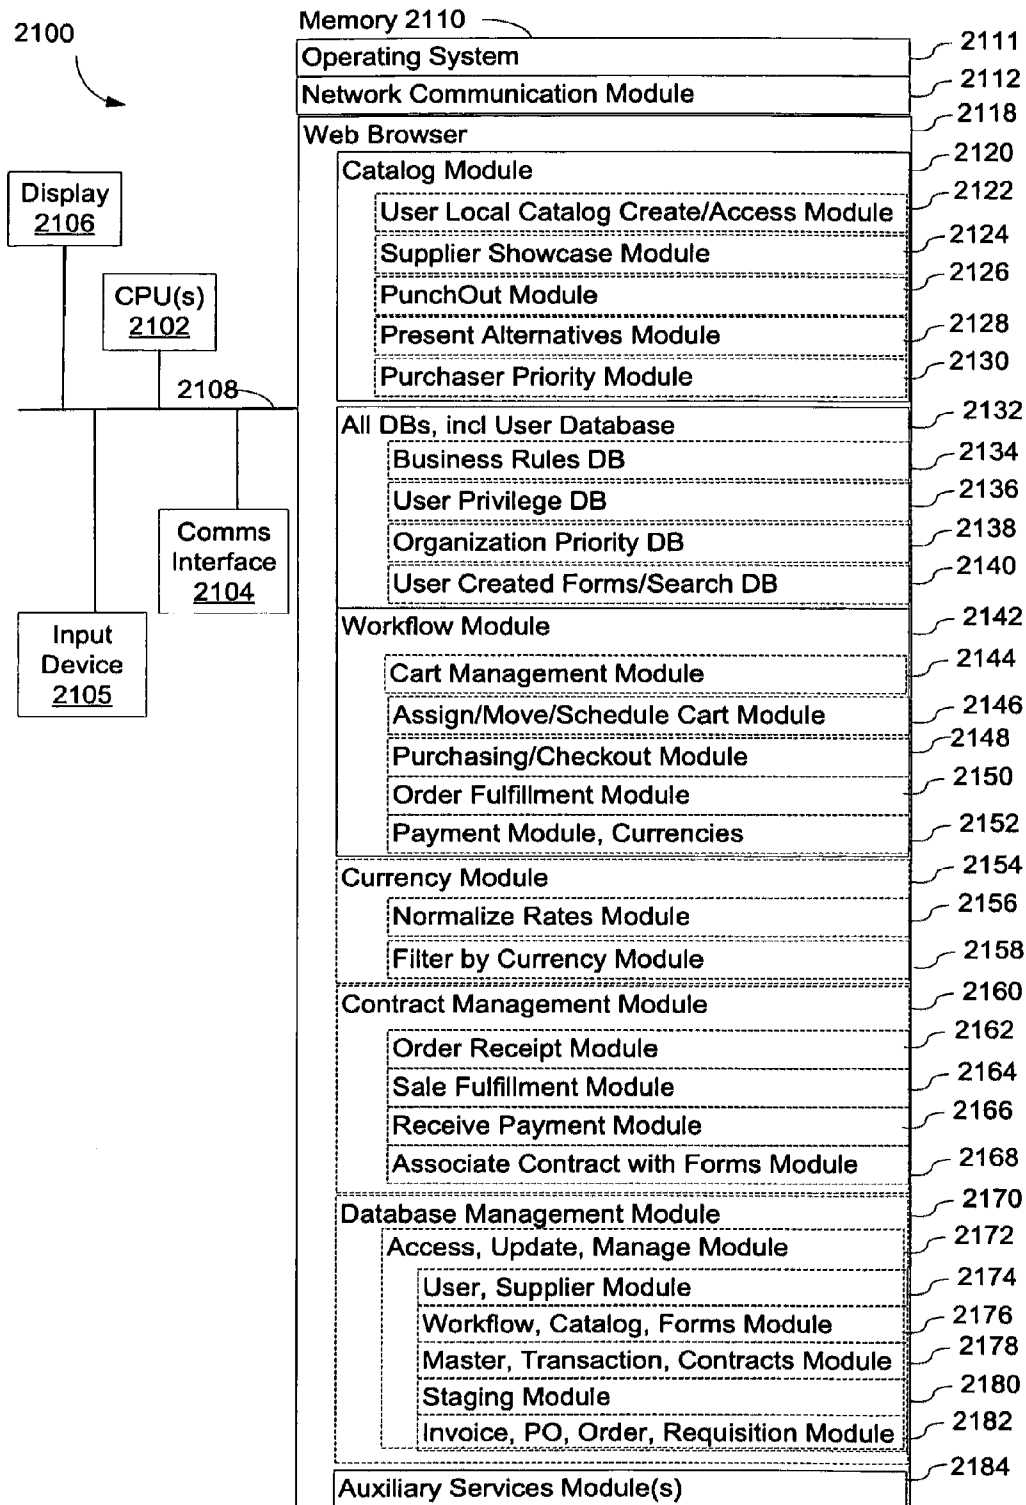 Memory 2110
2100
Operating System 2111
Network Communication Module 2112
Web Browser 2118
Catalog Module 2120
User Local Catalog Create/Access Module 2122
Supplier Showcase Module 2124
PunchOut Module 2126
Present Alternatives Module 2128
Purchaser Priority Module 2130
Display
2106
CPU(s)
2102
2108
Comms
Interface
2104
Input
Device
2105
All DBs, incl User Database 2132
Business Rules DB 2134
User Privilege DB 2136
Organization Priority DB 2138
User Created Forms/Search DB 2140
Workflow Module 2142
Cart Management Module 2144
Assign/Move/Schedule Cart Module 2146
Purchasing/Checkout Module 2148
Order Fulfillment Module 2150
Payment Module, Currencies 2152
Currency Module 2154
Normalize Rates Module 2156
Filter by Currency Module 2158
Contract Management Module 2160
Order Receipt Module 2162
Sale Fulfillment Module 2164
Receive Payment Module 2166
Associate Contract with Forms Module 2168
Database Management Module 2170
Access, Update, Manage Module 2172
User, Supplier Module 2174
Workflow, Catalog, Forms Module 2176
Master, Transaction, Contracts Module 2178
Staging Module 2180
Invoice, PO, Order, Requisition Module 2182
Auxiliary Services Module(s) 2184